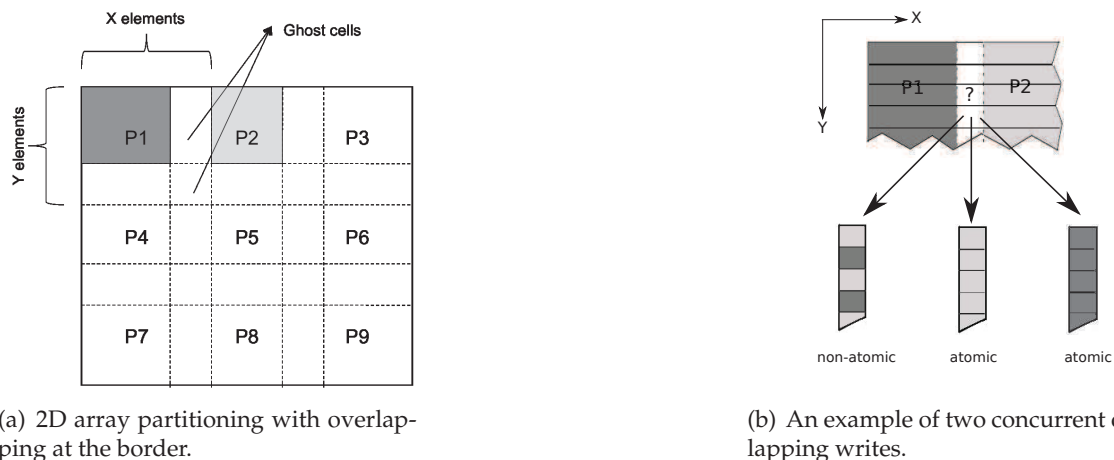 X elements
Ghost cells
Y elements
P1
P2
P3
P4
P5
P6
P7
P8
P9
(a) 2D array partitioning with overlap-
ping at the border.
X
Y
P1
?
P2
non-atomic
atomic
atomic
(b) An example of two concurrent
lapping writes.